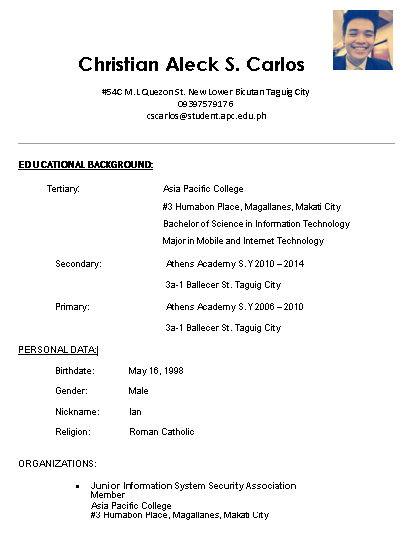 Christian Aleck S. Carlos
#54C M.L Quezon St. New Lower Bicutan Taguig City
09397579176
cscarlos@student.apc.edu.ph
EDUCATIONAL BACKGROUND:
Tertiary: Asia Pacific College
#3 Humabon Place, Magallanes, Makati City
Bachelor of Science in Information Technology
Major in Mobile and Internet Technology
Secondary: Athens Academy S.Y 2010 – 2014
3a-1 Ballecer St. Taguig City
Primary: Athens Academy S.Y 2006 – 2010
3a-1 Ballecer St. Taguig City
PERSONAL DATA:
Birthdate: May 16, 1998
Gender: Male
Nickname: Ian
Religion: Roman Catholic
ORGANIZATIONS:
• Junior Information System Security Association
Member
Asia Pacific College
#3 Humabon Place, Magallanes, Makati City